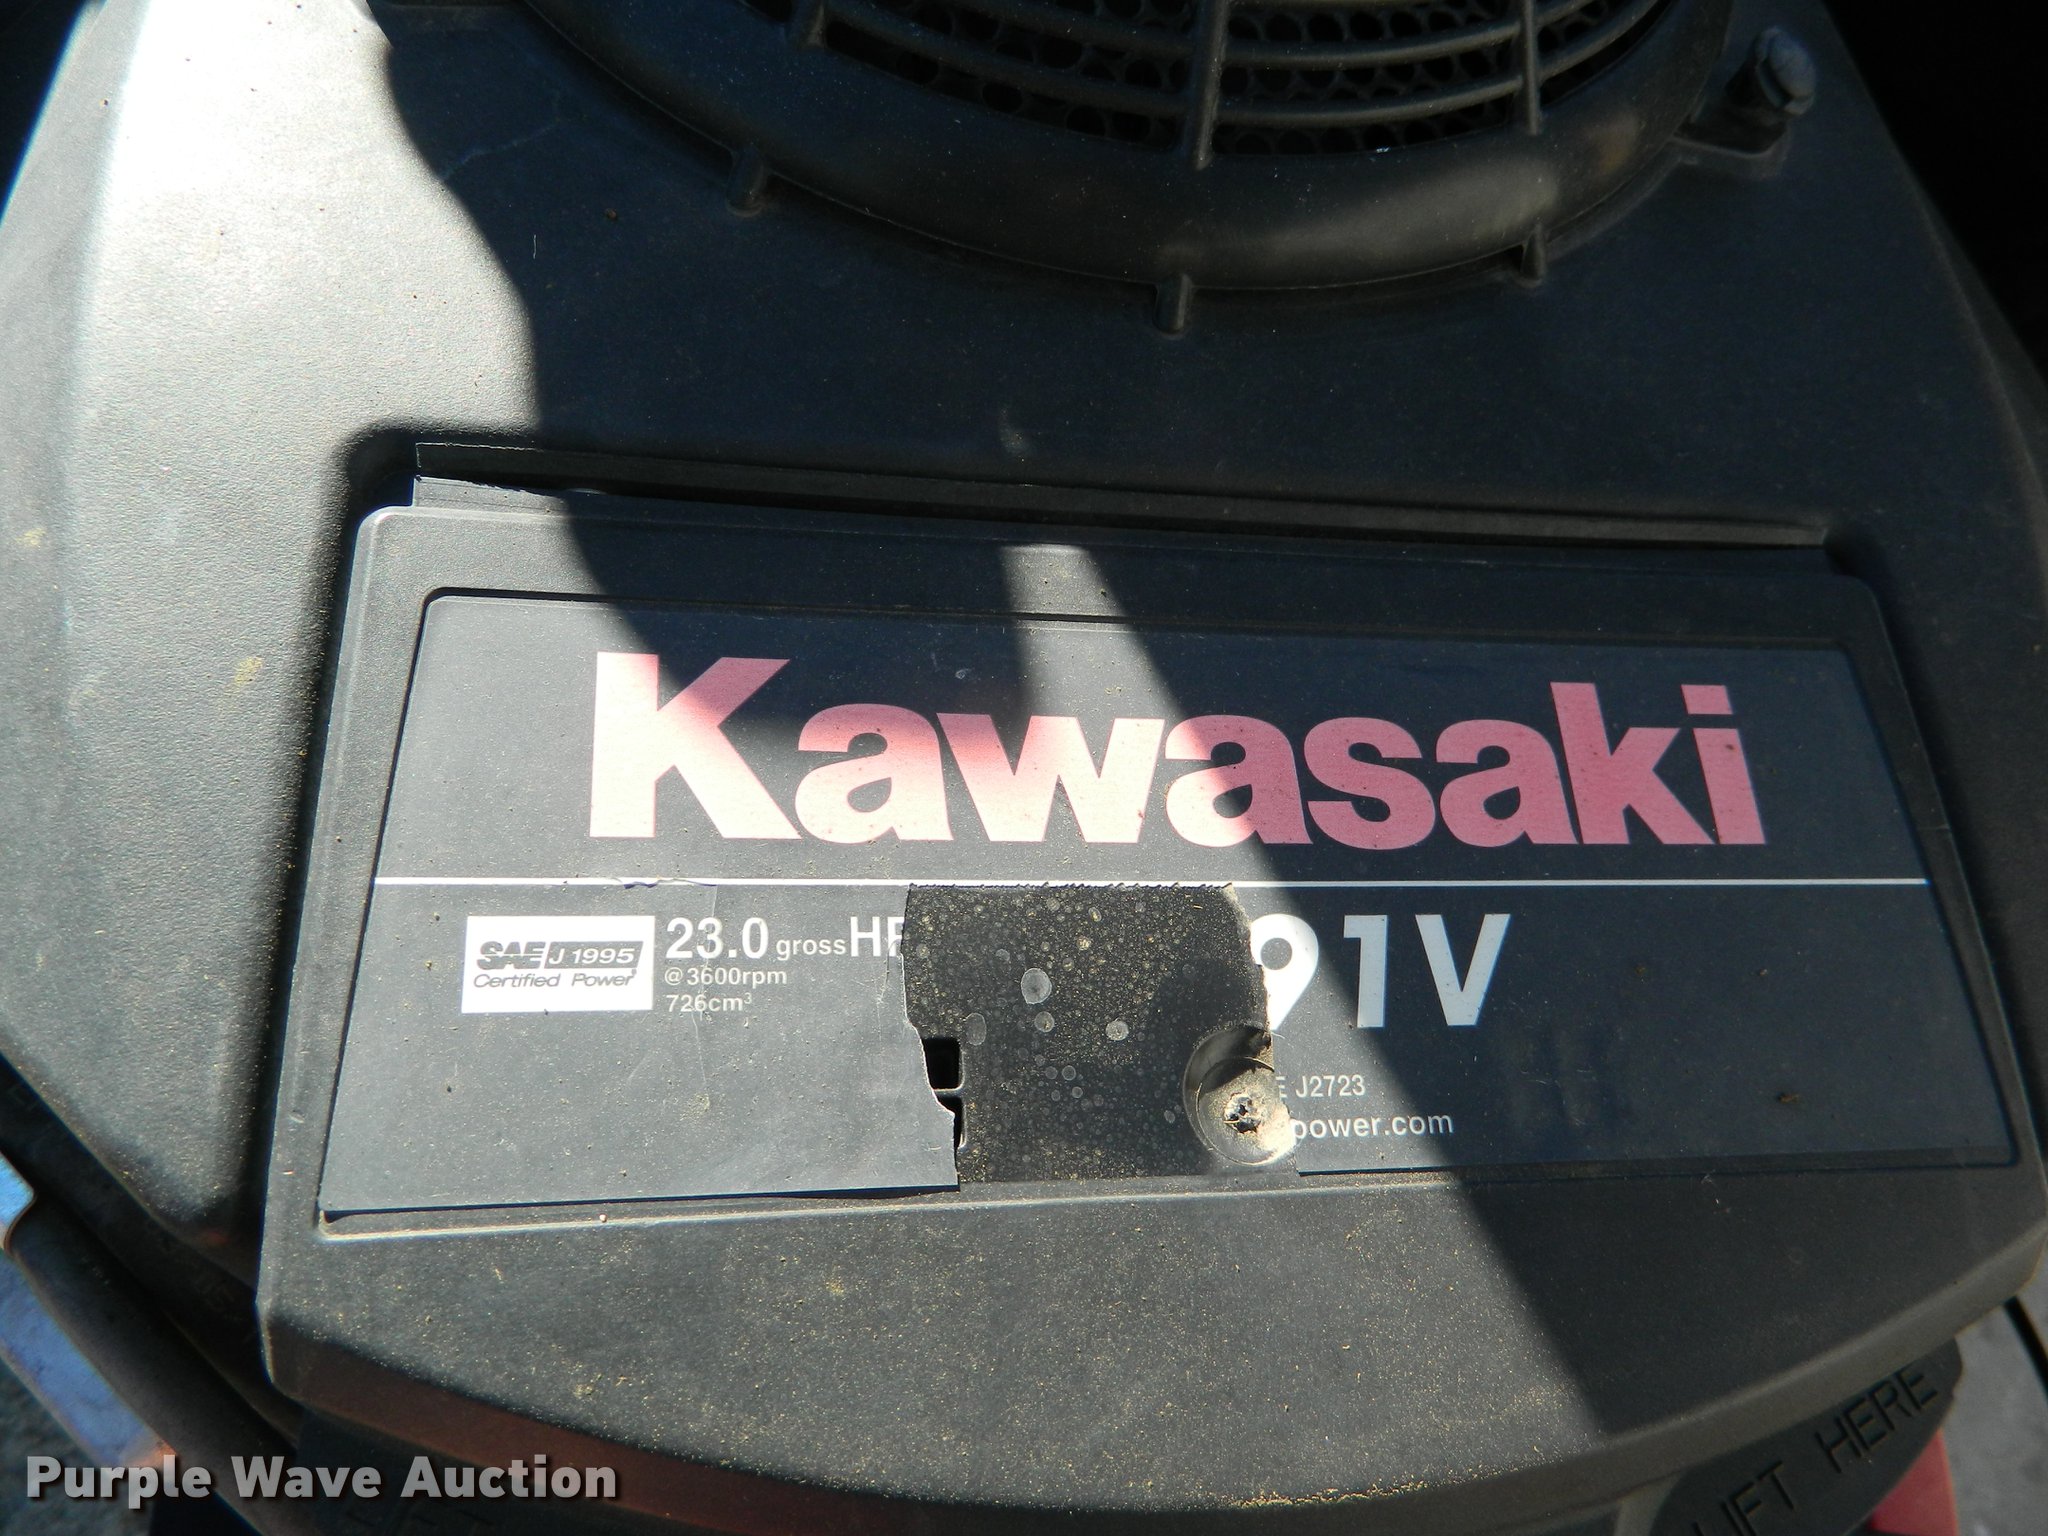 Kawasaki
SAE J1995
Certified Power
23.0 gross HP
@3600rpm
726cm³
91V
J2723
power.com
LIFT HERE
Purple Wave Auction